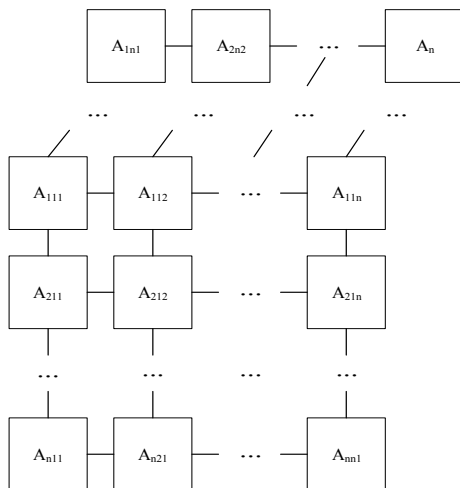 A1n1 A2n2 ... An
... ... ... ...
A111 A112 ... A11n
A211 A212 ... A21n
... ... ... ...
An11 An21 ... Ann1